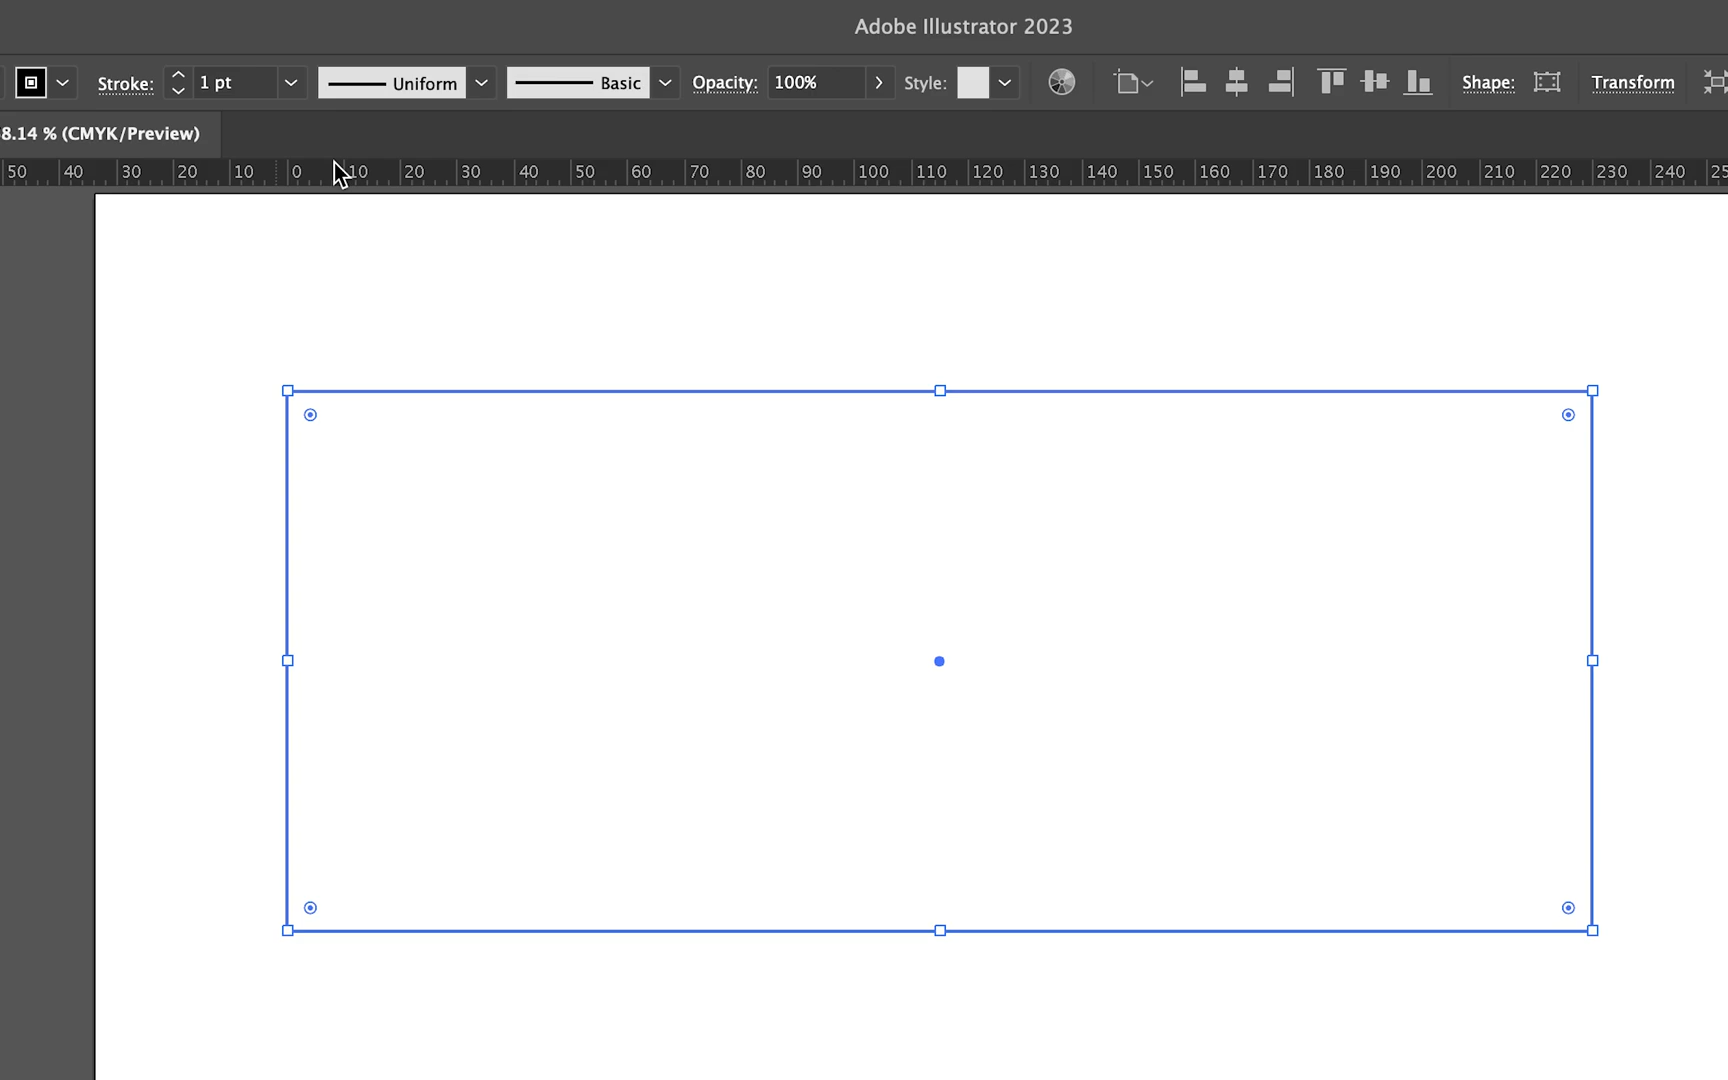 Adobe Illustrator 2023
Stroke: 1 pt Uniform Basic Opacity: 100% Style: Shape: Transform
8.14 % (CMYK/Preview)
50 40 30 20 10 0 10 20 30 40 50 60 70 80 90 100 110 120 130 140 150 160 170 180 190 200 210 220 230 240 25